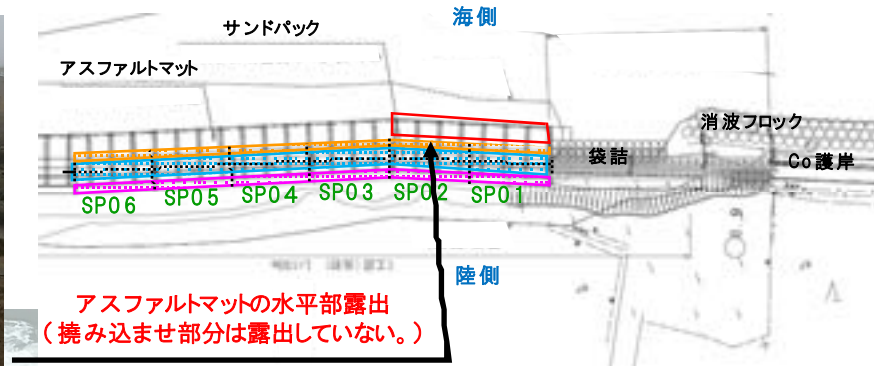 海側
サンドパック
アスファルトマット
消波フロック
袋詰
Co護岸
SP06 SP05 SP04 SP03 SP02 SP01
陸側
アスファルトマットの水平部露出
（撓み込ませ部分は露出していない。）